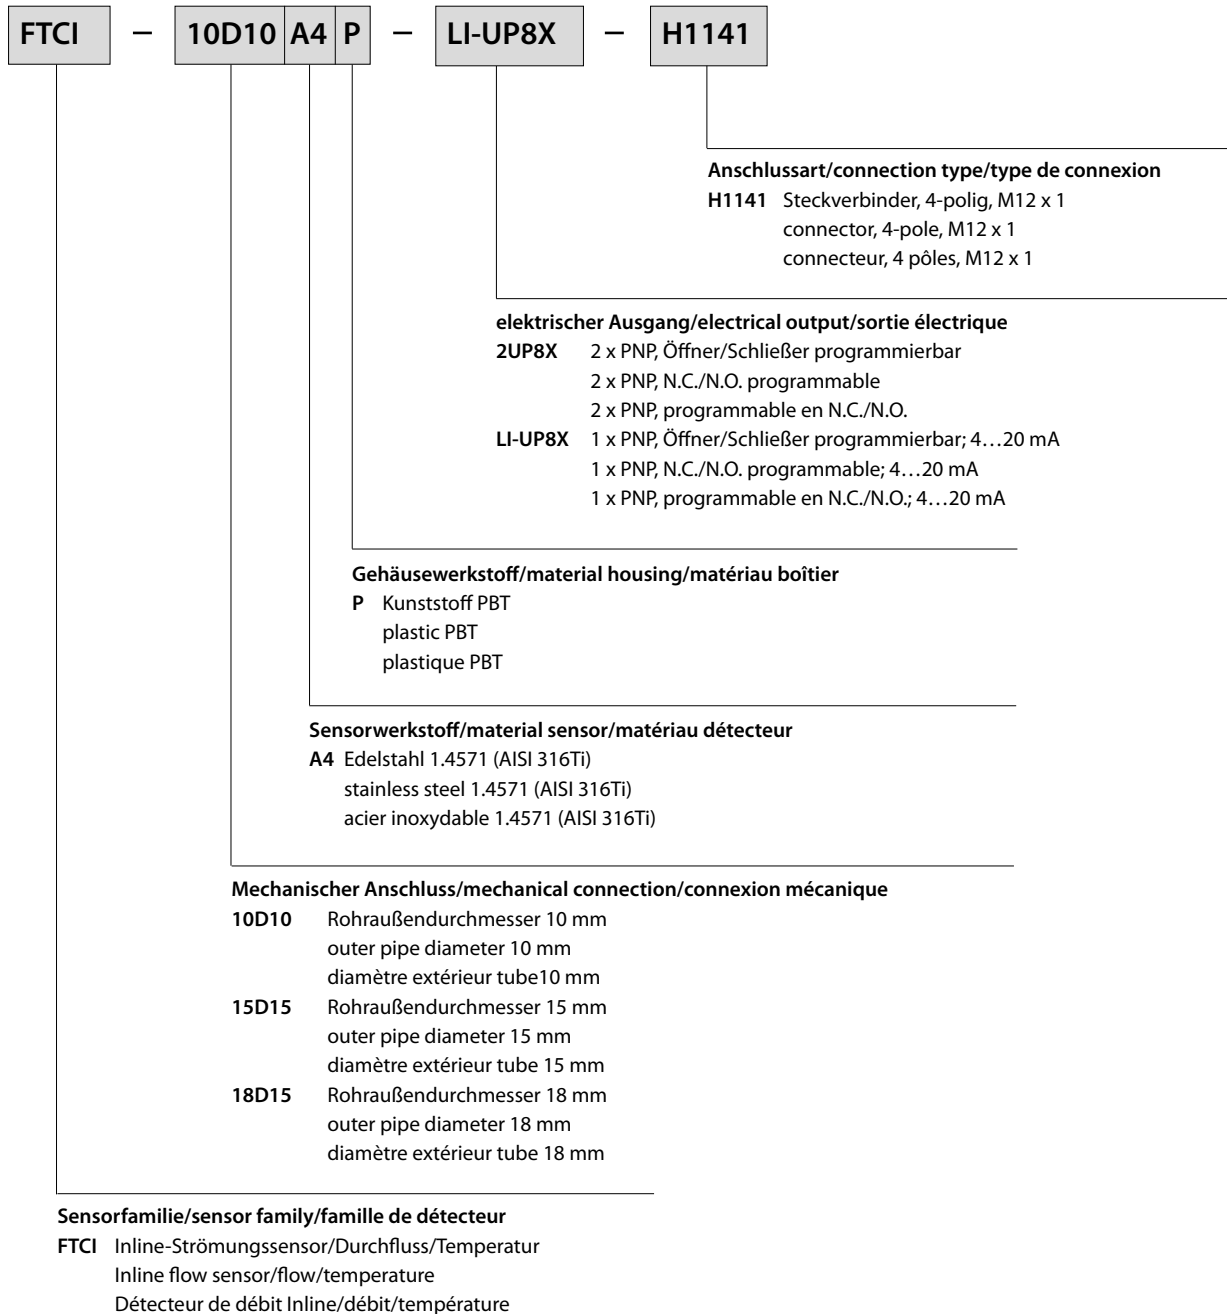 FTCI – 10D10 A4 P – LI-UP8X – H1141
Anschlussart/connection type/type de connexion
H1141 Steckverbinder, 4-polig, M12 x 1
connector, 4-pole, M12 x 1
connecteur, 4 pôles, M12 x 1
elektrischer Ausgang/electrical output/sortie électrique
2UP8X 2 x PNP, Öffner/Schließer programmierbar
2 x PNP, N.C./N.O. programmable
2 x PNP, programmable en N.C./N.O.
LI-UP8X 1 x PNP, Öffner/Schließer programmierbar; 4…20 mA
1 x PNP, N.C./N.O. programmable; 4…20 mA
1 x PNP, programmable en N.C./N.O.; 4…20 mA
Gehäusewerkstoff/material housing/matériau boîtier
P Kunststoff PBT
plastic PBT
plastique PBT
Sensorwerkstoff/material sensor/matériau détecteur
A4 Edelstahl 1.4571 (AISI 316Ti)
stainless steel 1.4571 (AISI 316Ti)
acier inoxydable 1.4571 (AISI 316Ti)
Mechanischer Anschluss/mechanical connection/connexion mécanique
10D10 Rohraußendurchmesser 10 mm
outer pipe diameter 10 mm
diamètre extérieur tube10 mm
15D15 Rohraußendurchmesser 15 mm
outer pipe diameter 15 mm
diamètre extérieur tube 15 mm
18D15 Rohraußendurchmesser 18 mm
outer pipe diameter 18 mm
diamètre extérieur tube 18 mm
Sensorfamilie/sensor family/famille de détecteur
FTCI Inline-Strömungssensor/Durchfluss/Temperatur
Inline flow sensor/flow/temperature
Détecteur de débit Inline/débit/température